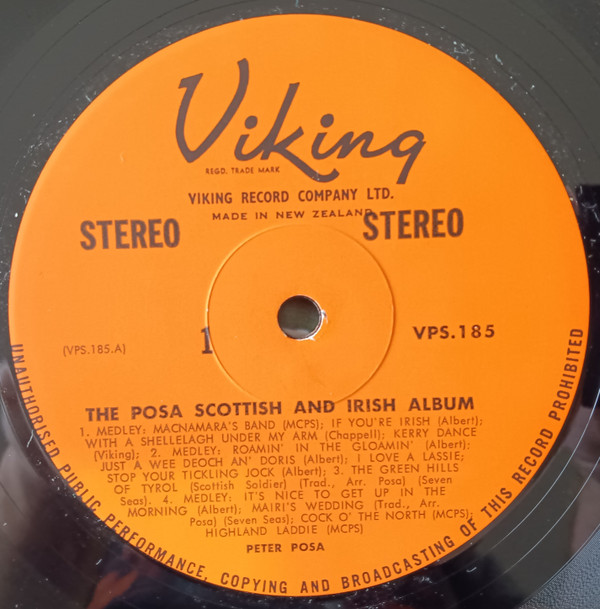 Viking
REGD. TRADE MARK
VIKING RECORD COMPANY LTD.
MADE IN NEW ZEALAND
STEREO
STEREO
(VPS.185.A)
1
VPS.185
THE POSA SCOTTISH AND IRISH ALBUM
1. MEDLEY: MACNAMARA'S BAND (MCPS); IF YOU'RE IRISH (Albert);
WITH A SHELLELAGH UNDER MY ARM (Chappell); KERRY DANCE
(Viking); 2. MEDLEY: ROAMIN' IN THE GLOAMIN' (Albert);
JUST A WEE DEOCH AN' DORIS (Albert); I LOVE A LASSIE;
STOP YOUR TICKLING JOCK (Albert); 3. THE GREEN HILLS
OF TYROL (Scottish Soldier) (Trad., Arr. Posa) (Seven
Seas). 4. MEDLEY: IT'S NICE TO GET UP IN THE
MORNING (Albert); MAIRI'S WEDDING (Trad., Arr.
Posa) (Seven Seas); COCK O' THE NORTH (MCPS);
HIGHLAND LADDIE (MCPS)
PETER POSA
UNAUTHORISED PUBLIC PERFORMANCE, COPYING AND BROADCASTING OF THIS RECORD PROHIBITED